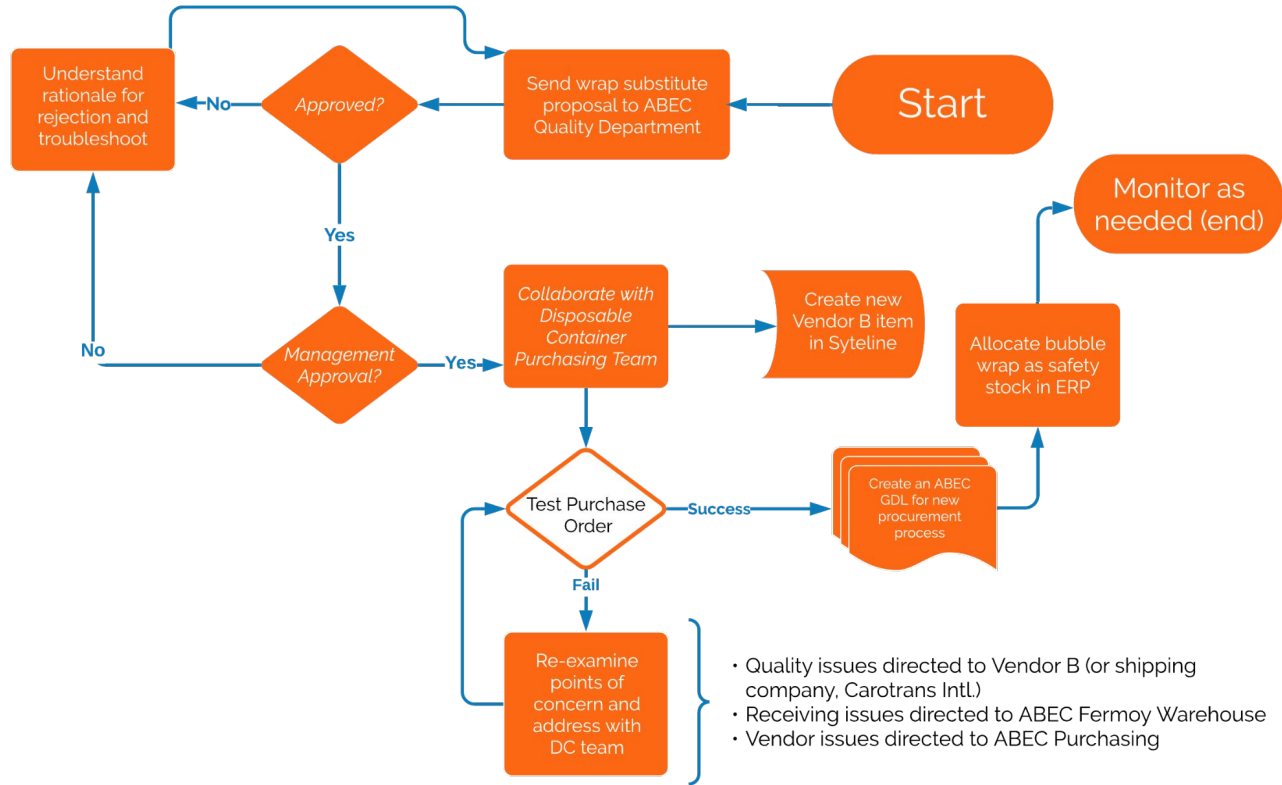 Understand
rationale for
rejection and
troubleshoot
No
Approved?
Send wrap substitute
proposal to ABEC
Quality Department
Start
Yes
Monitor as
needed (end)
No
Management
Approval?
Yes
Collaborate with
Disposable
Container
Purchasing Team
Create new
Vendor B item
in Syteline
Allocate bubble
wrap as safety
stock in ERP
Test Purchase
Order
Success
Create an ABEC
GDL for new
procurement
process
Fail
Re-examine
points of
concern and
address with
DC team
• Quality issues directed to Vendor B (or shipping
company, Carotrans Intl.)
• Receiving issues directed to ABEC Fermoy Warehouse
• Vendor issues directed to ABEC Purchasing